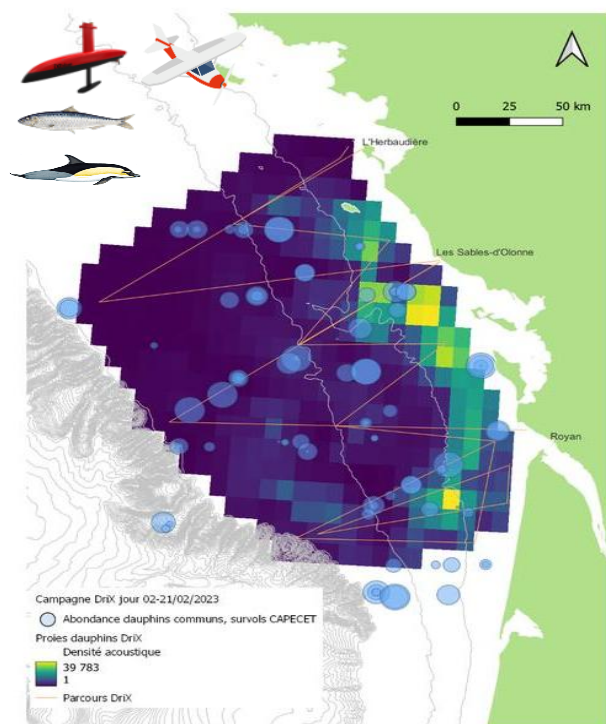 0 25 50 km
L'Herbaudière
Les Sables-d'Olonne
Royan
Campagne DriX jour 02-21/02/2023
Abondance dauphins communs, survols CAPECET
Proies dauphins DriX
Densité acoustique
39 783
1
Parcours DriX